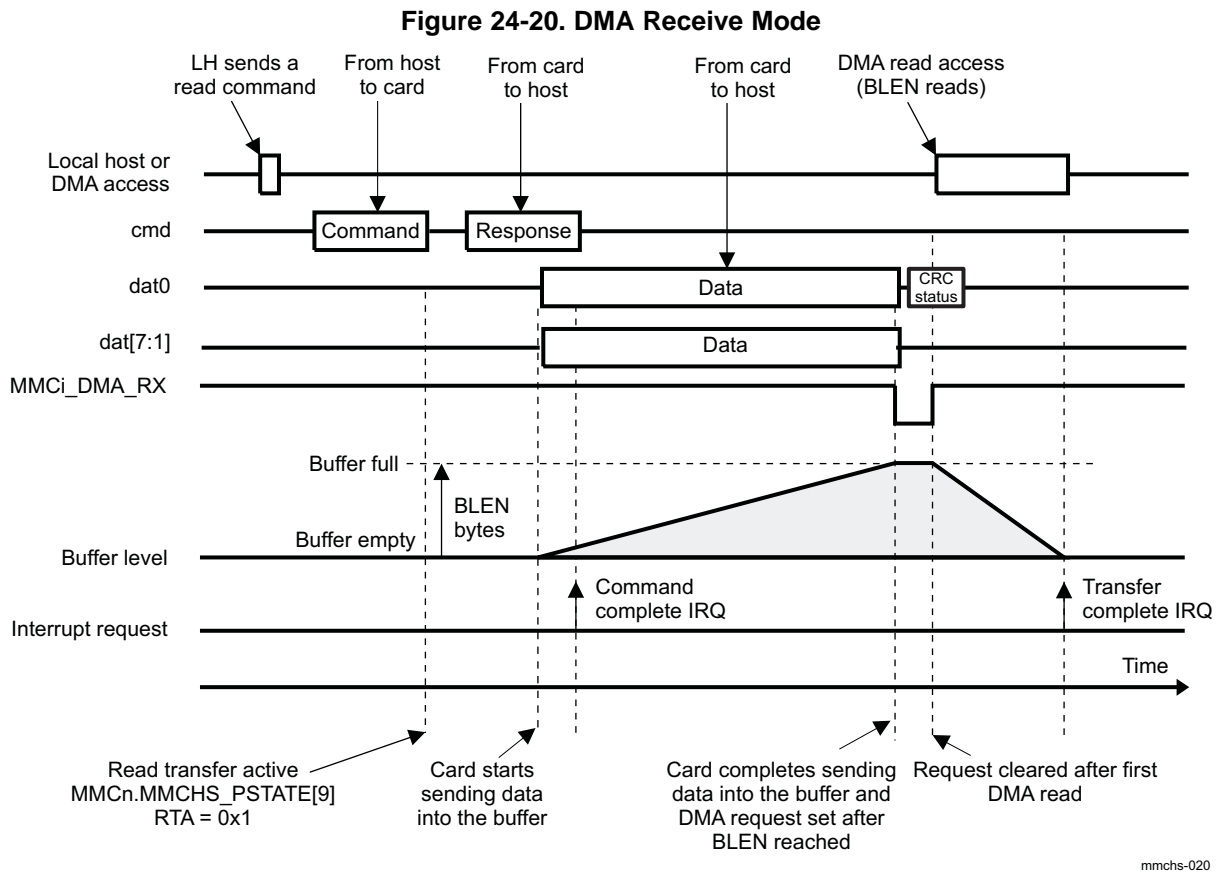 Figure 24-20. DMA Receive Mode
LH sends a
read command
From host
to card
From card
to host
From card
to host
DMA read access
(BLEN reads)
Local host or
DMA access
cmd
Command
Response
dat0
Data
CRC
status
dat[7:1]
Data
MMCi_DMA_RX
Buffer full
BLEN
bytes
Buffer empty
Buffer level
Command
complete IRQ
Transfer
complete IRQ
Interrupt request
Time
Read transfer active
MMCn.MMCHS_PSTATE[9]
RTA = 0x1
Card starts
sending data
into the buffer
Card completes sending
data into the buffer and
DMA request set after
BLEN reached
Request cleared after first
DMA read
mmchs-020